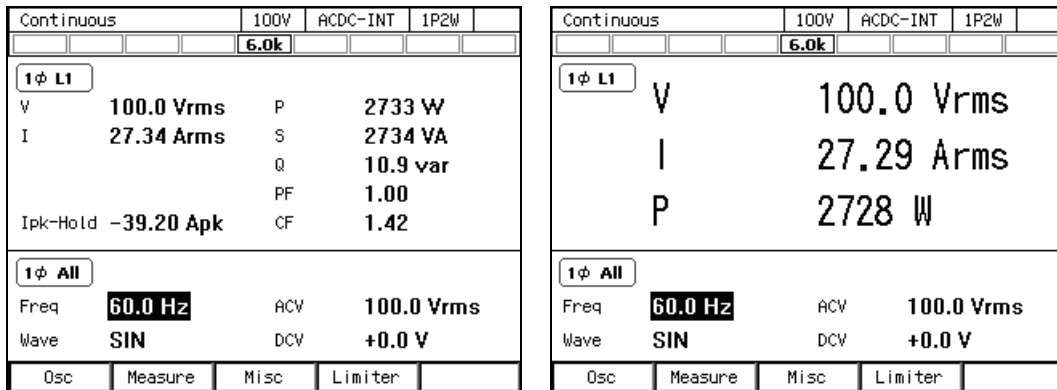 Continuous 100V ACDC-INT 1P2W
6.0k
1ϕ L1
V 100.0 Vrms P 2733 W
I 27.34 Arms S 2734 VA
Q 10.9 var
PF 1.00
Ipk-Hold -39.20 Apk CF 1.42
1ϕ All
Freq 60.0 Hz ACV 100.0 Vrms
Wave SIN DCV +0.0 V
Osc Measure Misc Limiter
Continuous 100V ACDC-INT 1P2W
6.0k
1ϕ L1
V 100.0 Vrms
I 27.29 Arms
P 2728 W
1ϕ All
Freq 60.0 Hz ACV 100.0 Vrms
Wave SIN DCV +0.0 V
Osc Measure Misc Limiter